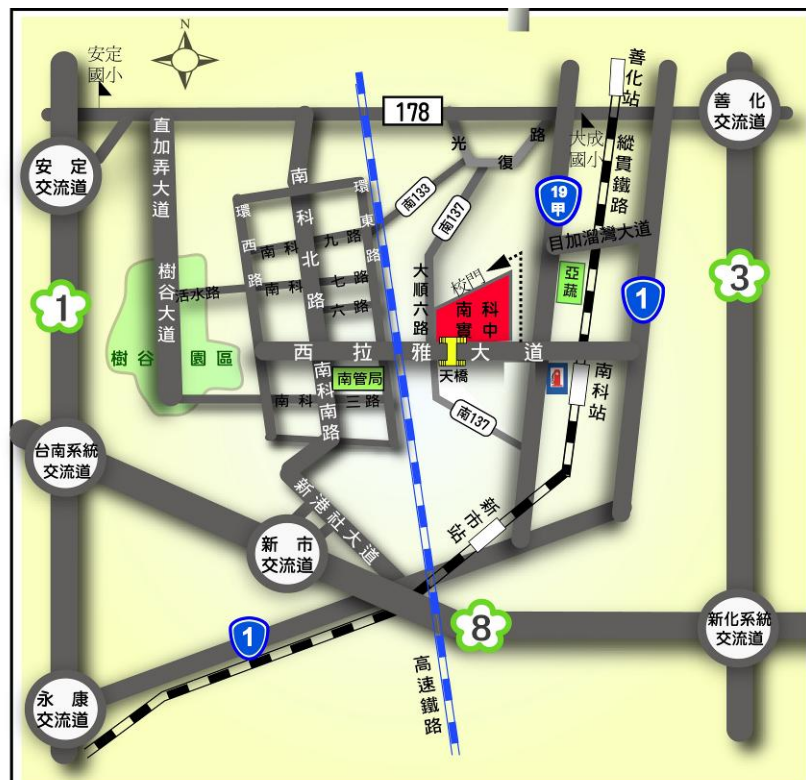 N
安定
國小
善化站
178
善化
交流道
安定
交流道
直加弄大道
南科北路
光復路
大成
國小
縱貫鐵路
環西路
環東路
南133
南137
19
甲
目加溜灣大道
南科九路
1
3
樹谷大道
活水路
南科七路
六路
大順六路
校門
南科
實中
亞蔬
1
西拉雅大道
樹谷園區
南管局
天橋
南科站
南科三路
南科南路
南137
台南系統
交流道
新港社大道
新市站
新市
交流道
8
新化系統
交流道
1
高速鐵路
永康
交流道